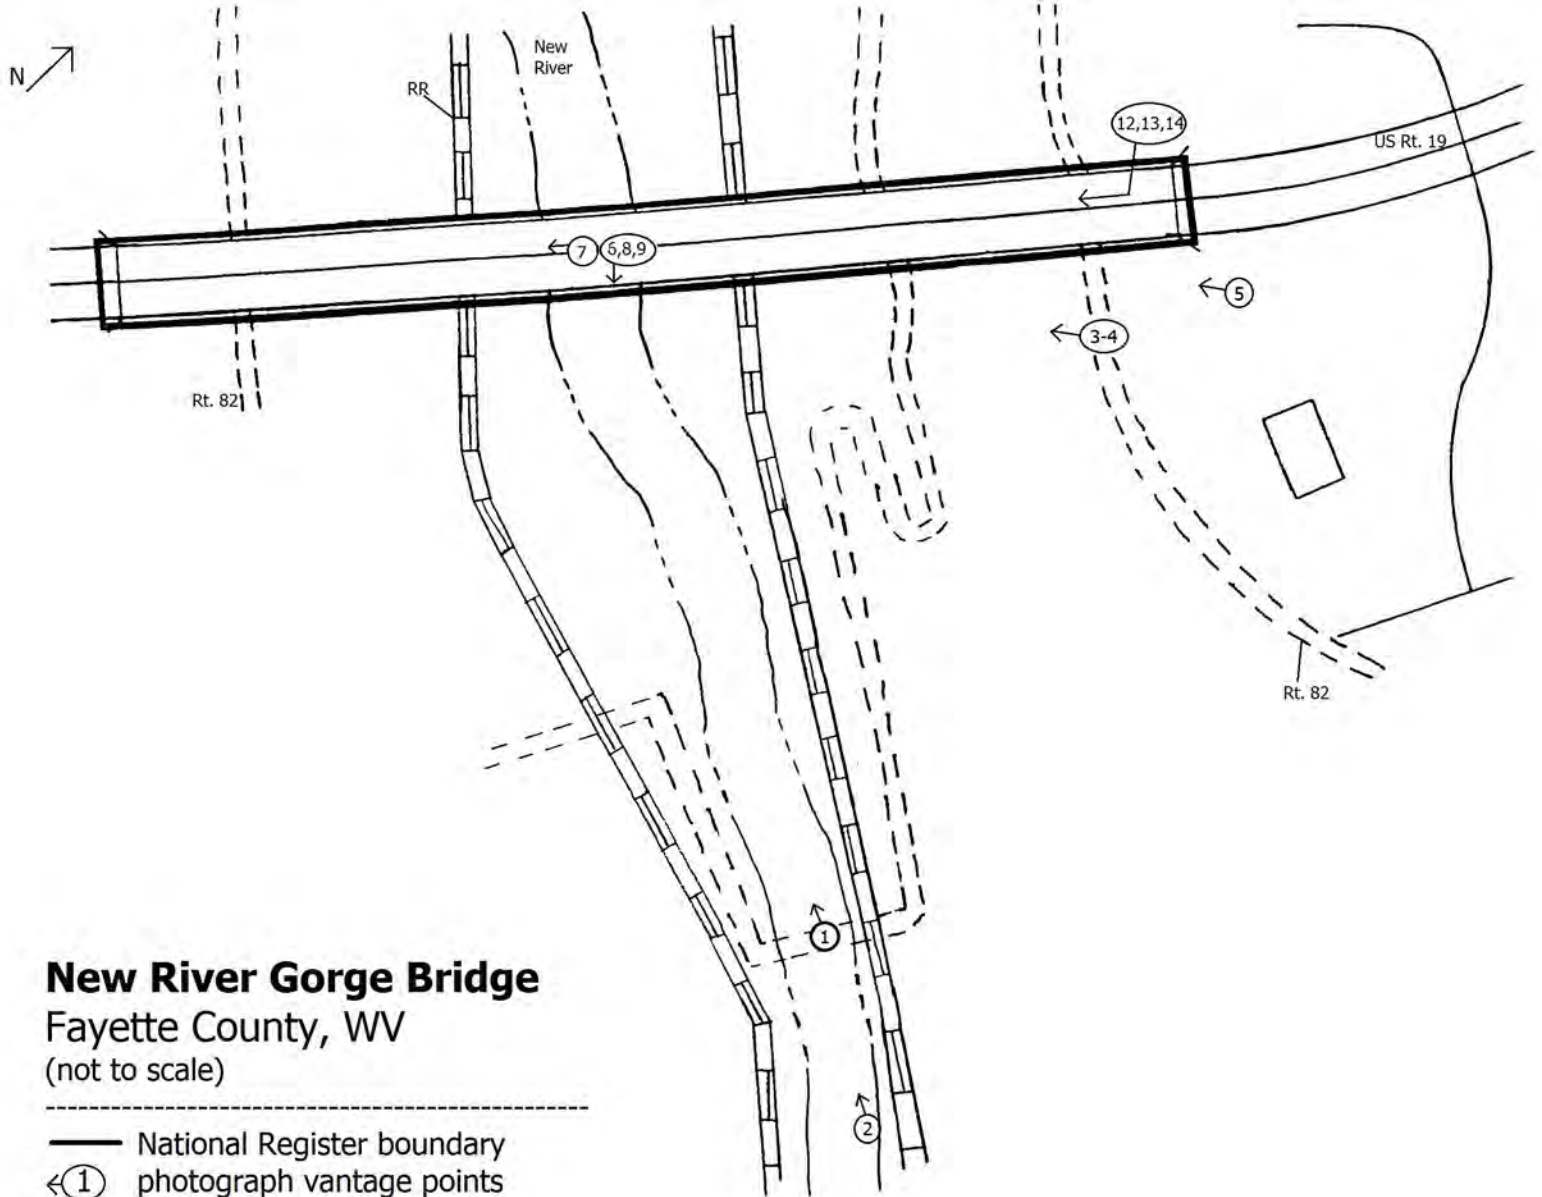 New
River
N
RR
12,13,14
US Rt. 19
7
6,8,9
5
3-4
Rt. 82
Rt. 82
1
2
New River Gorge Bridge
Fayette County, WV
(not to scale)
National Register boundary
1 photograph vantage points